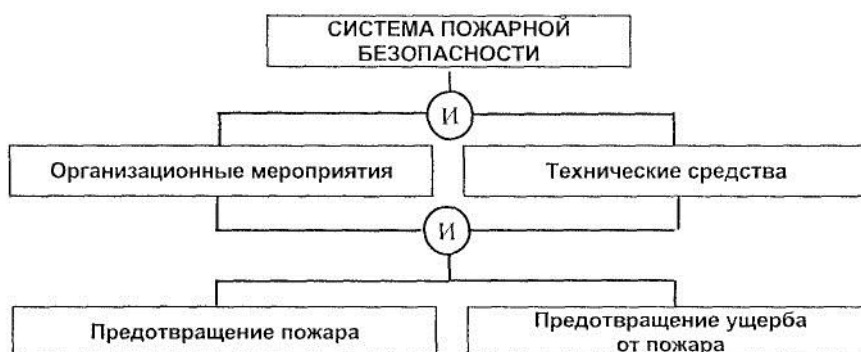 СИСТЕМА ПОЖАРНОЙ
БЕЗОПАСНОСТИ
И
Организационные мероприятия
Технические средства
И
Предотвращение пожара
Предотвращение ущерба
от пожара